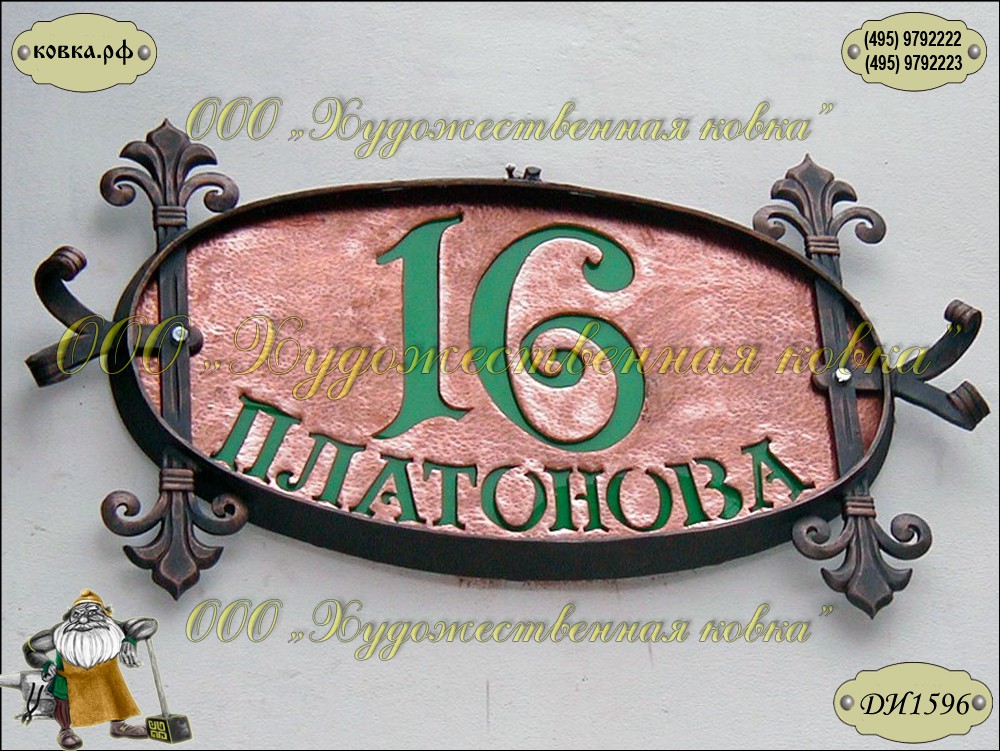 ковка.рф
(495) 9792222
(495) 9792223
ООО „Художественная ковка”
16
ООО „Художественная ковка”
ПЛАТОНОВА
ООО „Художественная ковка”
ДИ1596